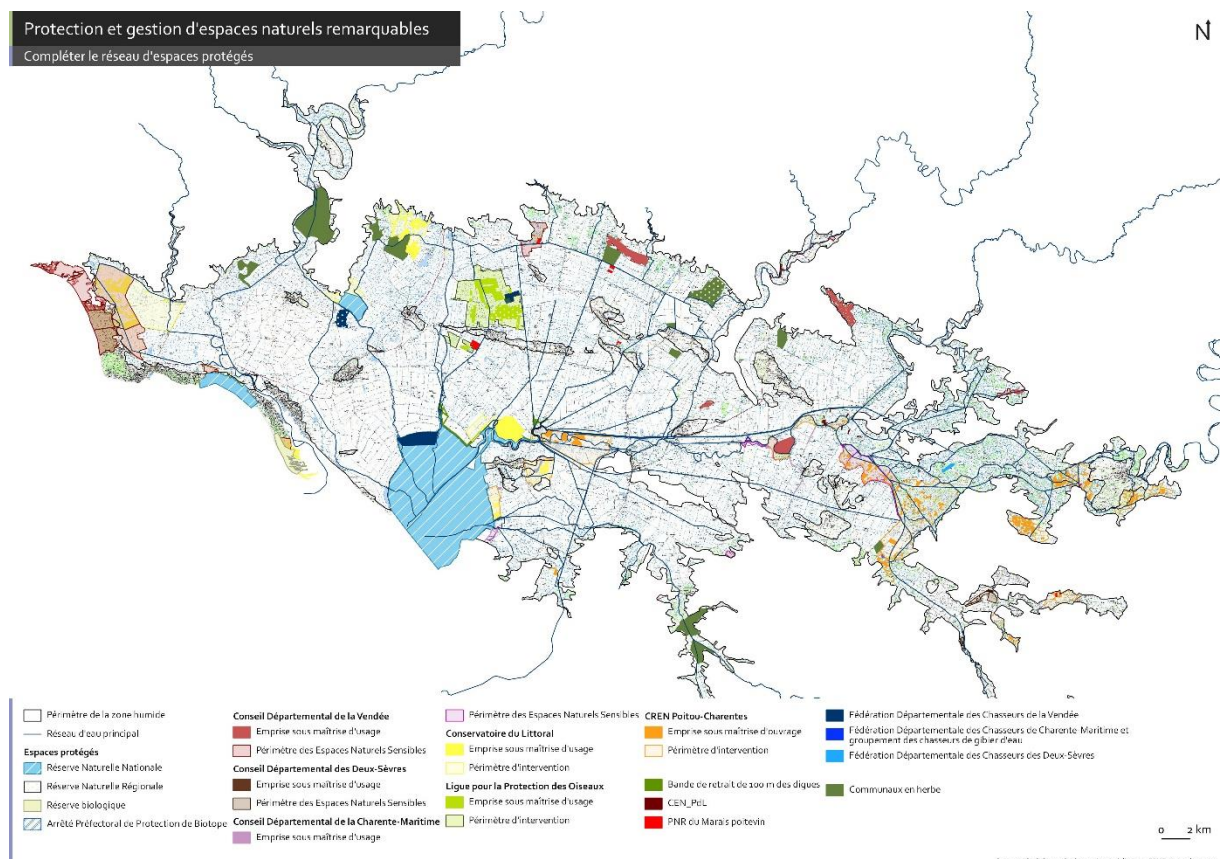 Protection et gestion d'espaces naturels remarquables
Compléter le réseau d'espaces protégés
N
Périmètre de la zone humide
Réseau d'eau principal
Espaces protégés
Réserve Naturelle Nationale
Réserve Naturelle Régionale
Réserve biologique
Arrêté Préfectoral de Protection de Biotope
Conseil Départemental de la Vendée
Emprise sous maîtrise d'usage
Périmètre des Espaces Naturels Sensibles
Conseil Départemental des Deux-Sèvres
Emprise sous maîtrise d'usage
Périmètre des Espaces Naturels Sensibles
Conseil Départemental de la Charente-Maritime
Emprise sous maîtrise d'usage
Périmètre des Espaces Naturels Sensibles
Conservatoire du Littoral
Emprise sous maîtrise d'usage
Périmètre d'intervention
Ligue pour la Protection des Oiseaux
Emprise sous maîtrise d'usage
Périmètre d'intervention
CREN Poitou-Charentes
Emprise sous maîtrise d'ouvrage
Périmètre d'intervention
Bande de retrait de 100 m des digues
CEN_PdL
PNR du Marais poitevin
Fédération Départementale des Chasseurs de la Vendée
Fédération Départementale des Chasseurs de Charente-Maritime et
groupement des chasseurs de gibier d'eau
Fédération Départementale des Chasseurs des Deux-Sèvres
Communaux en herbe
0 2 km